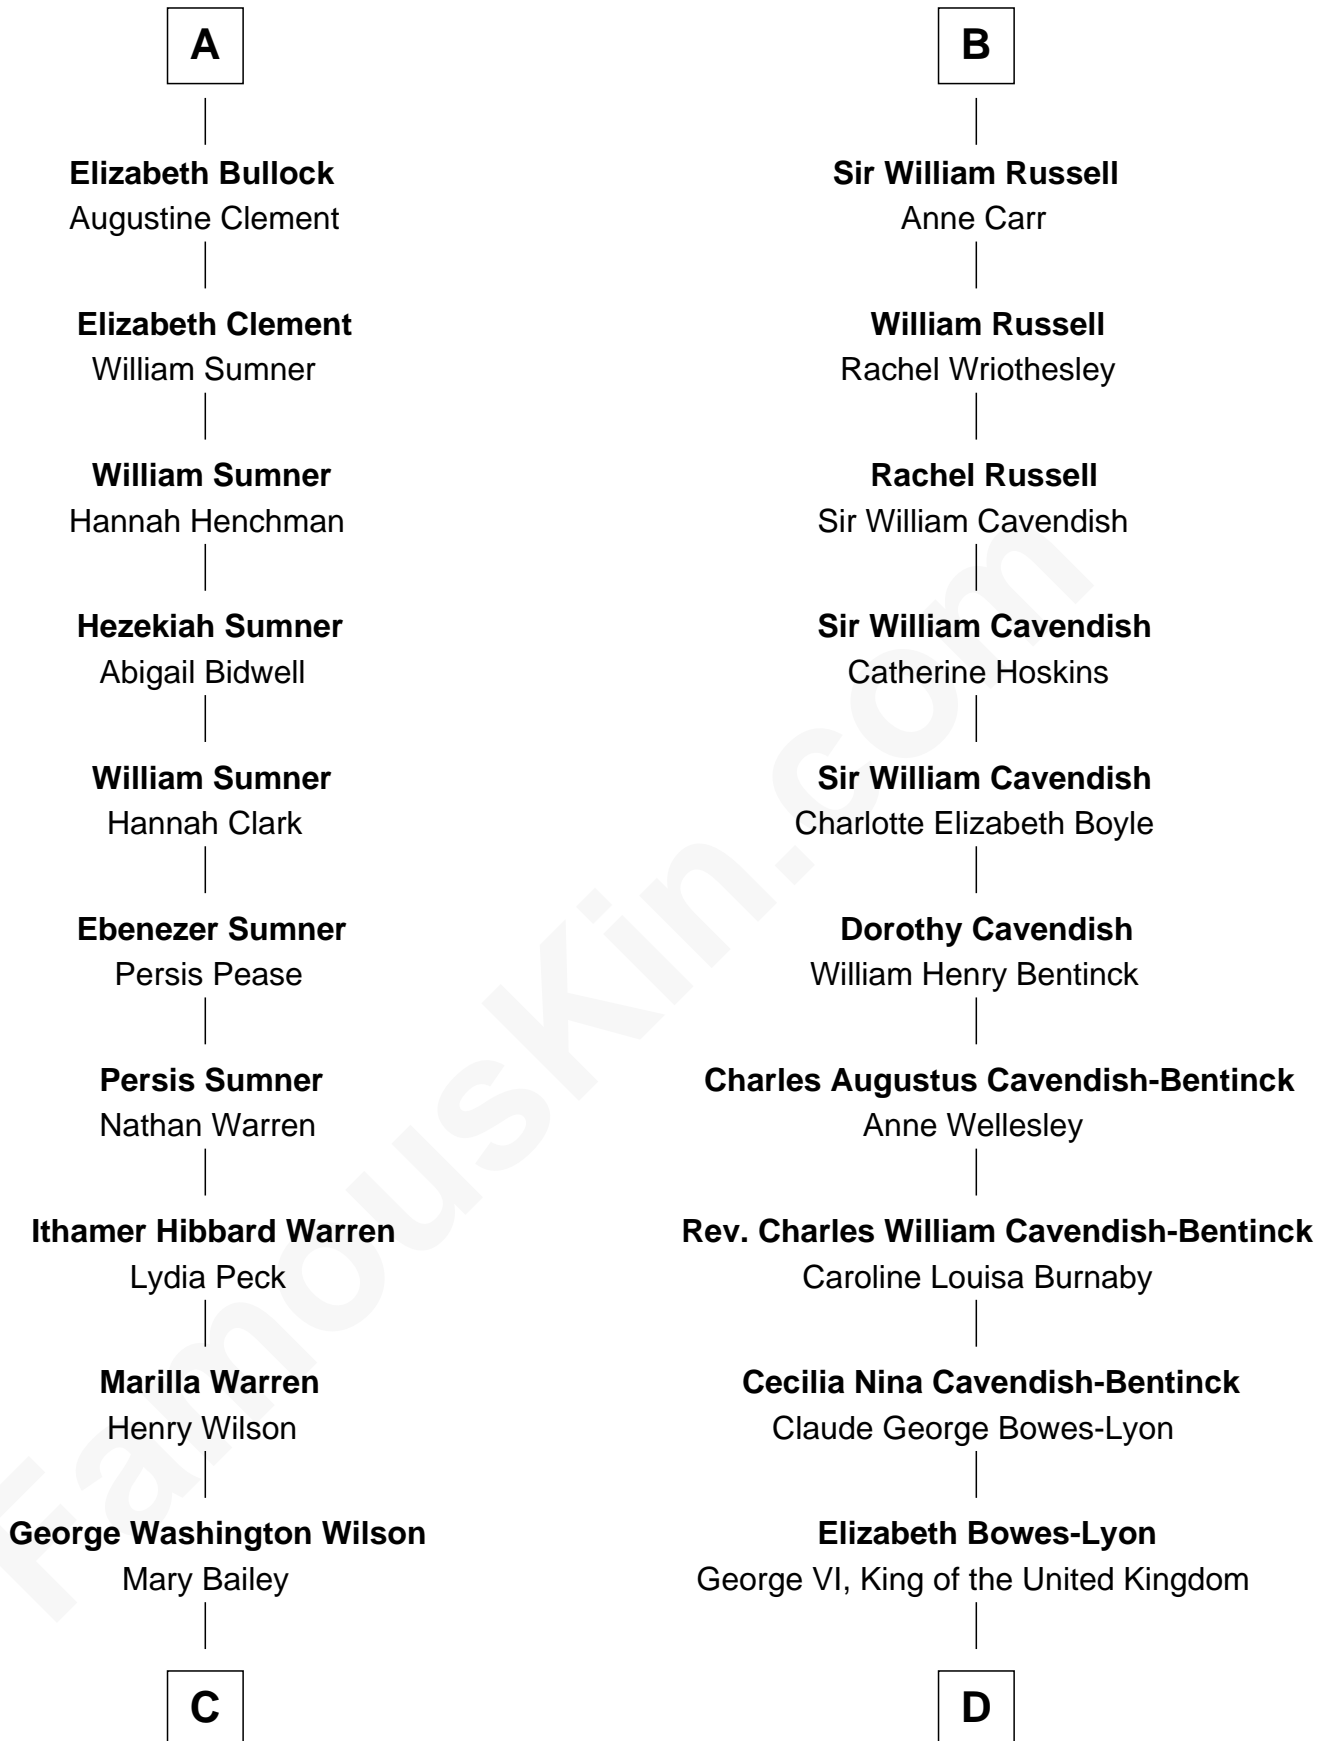 A
Elizabeth Bullock
Augustine Clement
Elizabeth Clement
William Sumner
William Sumner
Hannah Henchman
Hezekiah Sumner
Abigail Bidwell
William Sumner
Hannah Clark
Ebenezer Sumner
Persis Pease
Persis Sumner
Nathan Warren
Ithamer Hibbard Warren
Lydia Peck
Marilla Warren
Henry Wilson
George Washington Wilson
Mary Bailey
C
B
Sir William Russell
Anne Carr
William Russell
Rachel Wriothesley
Rachel Russell
Sir William Cavendish
Sir William Cavendish
Catherine Hoskins
Sir William Cavendish
Charlotte Elizabeth Boyle
Dorothy Cavendish
William Henry Bentinck
Charles Augustus Cavendish-Bentinck
Anne Wellesley
Rev. Charles William Cavendish-Bentinck
Caroline Louisa Burnaby
Cecilia Nina Cavendish-Bentinck
Claude George Bowes-Lyon
Elizabeth Bowes-Lyon
George VI, King of the United Kingdom
D
FamousKin.com